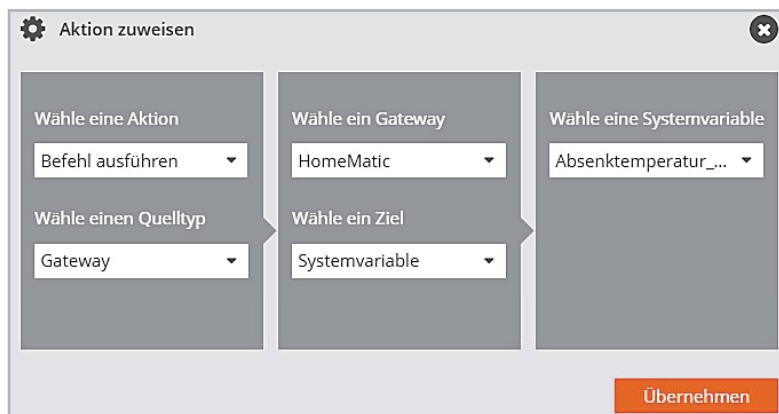 Aktion zuweisen
Wähle eine Aktion
Befehl ausführen
Wähle einen Quelltyp
Gateway
Wähle ein Gateway
HomeMatic
Wähle ein Ziel
Systemvariable
Wähle eine Systemvariable
Absenktemperatur_...
Übernehmen